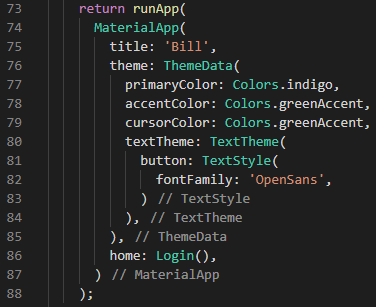 73 return runApp(
74 MaterialApp(
75 title: 'Bill',
76 theme: ThemeData(
77 primaryColor: Colors.indigo,
78 accentColor: Colors.greenAccent,
79 cursorColor: Colors.greenAccent,
80 textTheme: TextTheme(
81 button: TextStyle(
82 fontFamily: 'OpenSans',
83 ) // TextStyle
84 ), // TextTheme
85 ), // ThemeData
86 home: Login(),
87 ) // MaterialApp
88 );